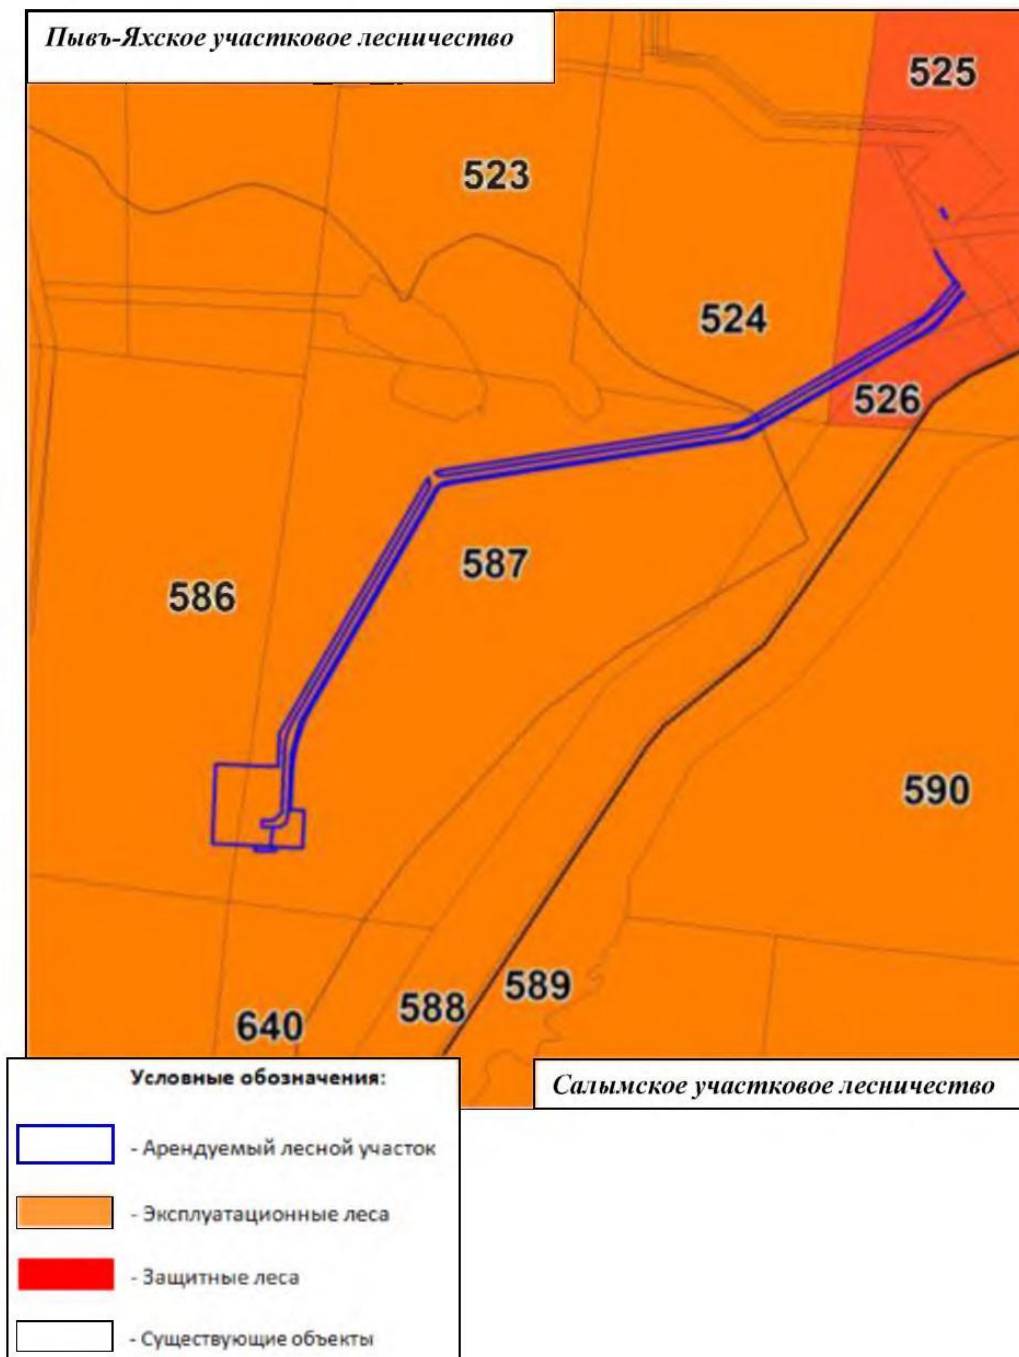 Пывъ-Яхское участковое лесничество
525
523
524
526
587
586
590
589
588
640
Условные обозначения:
Салымское участковое лесничество
- Арендуемый лесной участок
- Эксплуатационные леса
- Защитные леса
- Существующие объекты